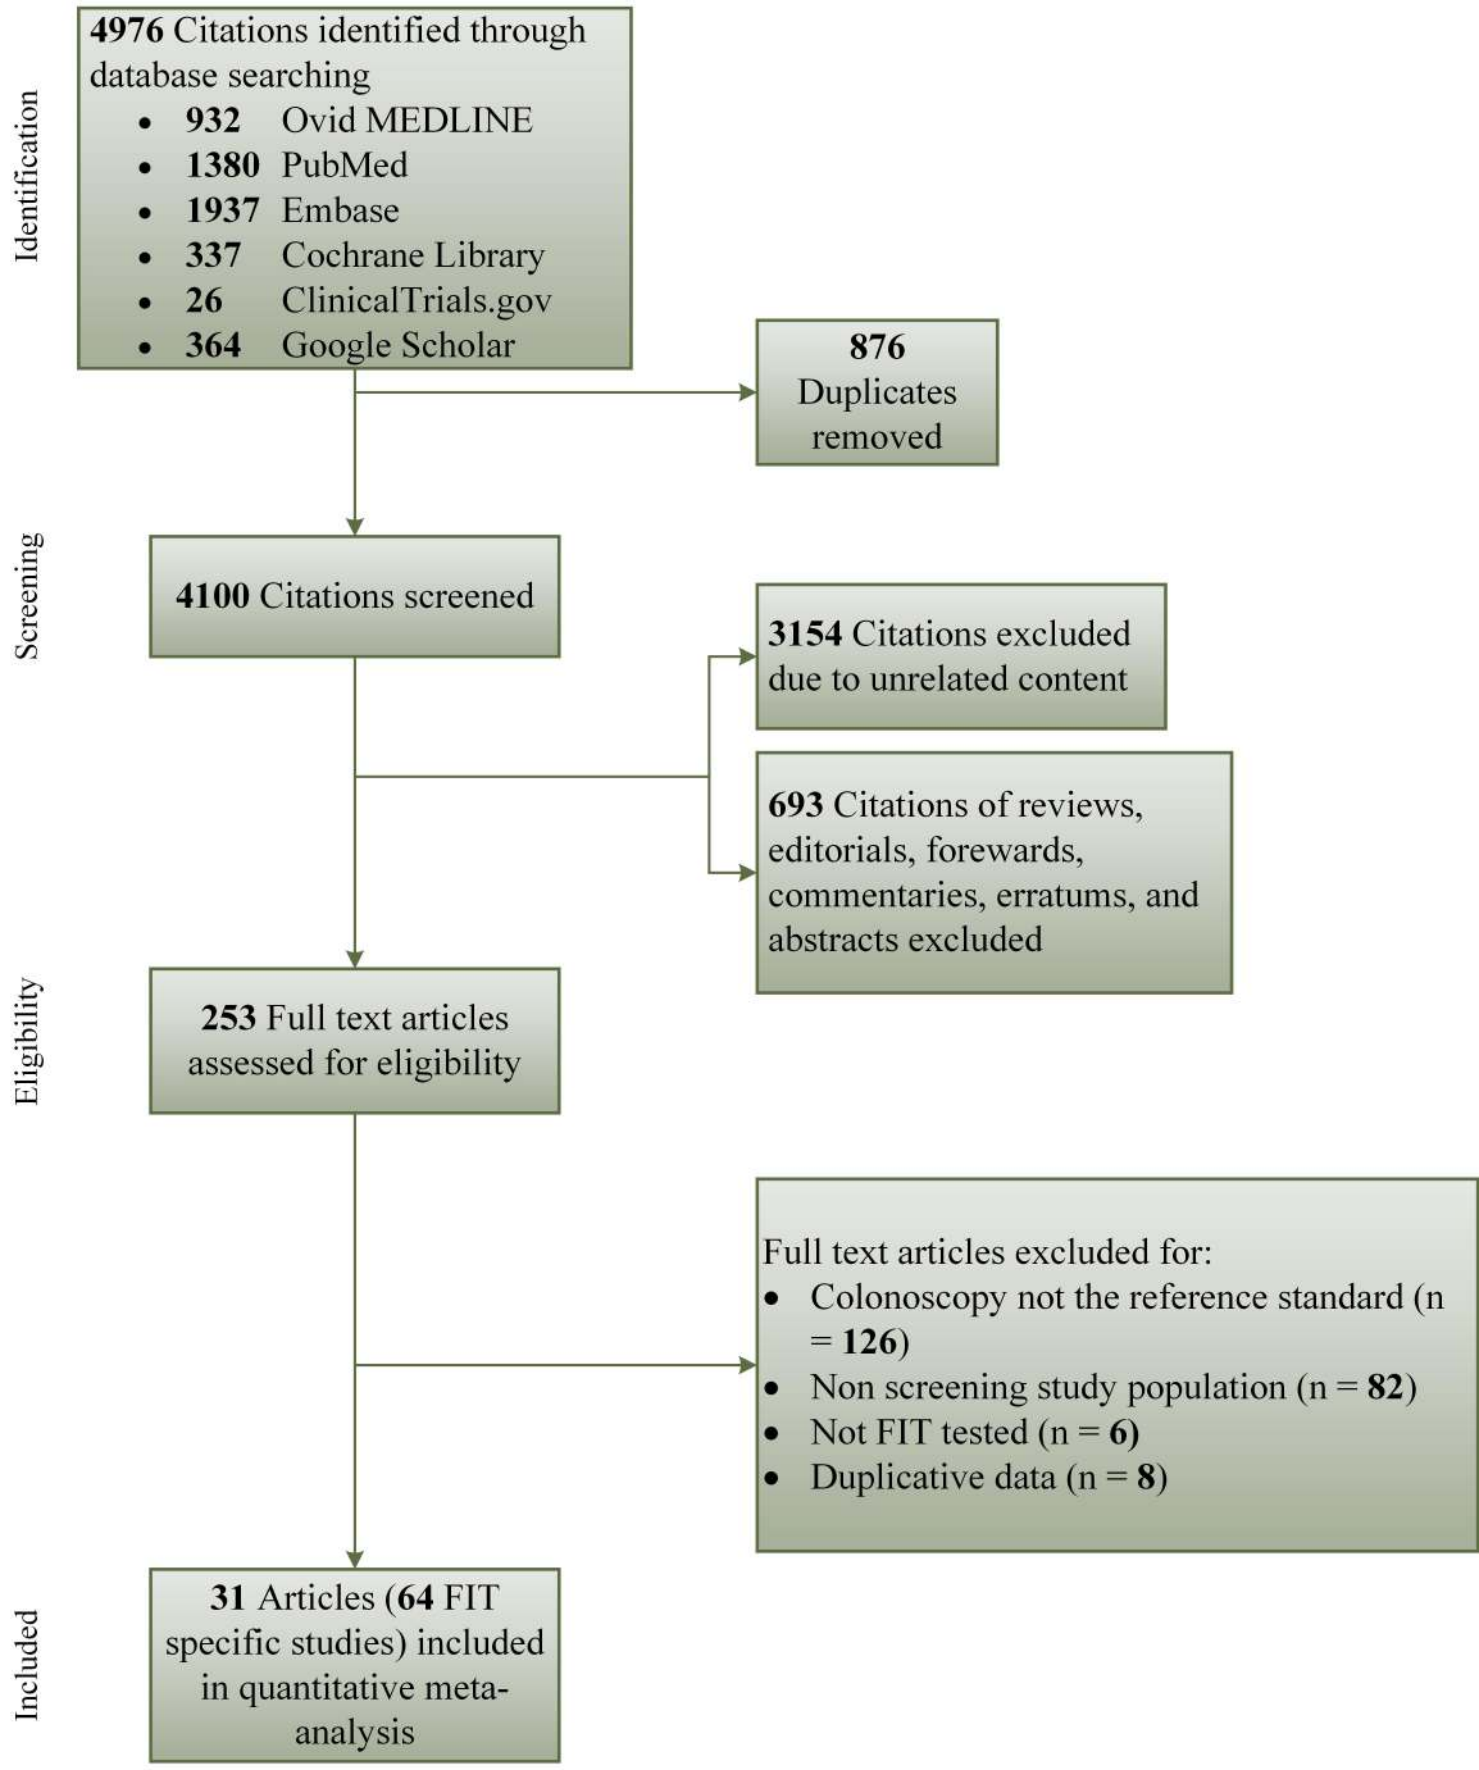 Identification
4976 Citations identified through
database searching
• 932 Ovid MEDLINE
• 1380 PubMed
• 1937 Embase
• 337 Cochrane Library
• 26 ClinicalTrials.gov
• 364 Google Scholar
876
Duplicates
removed
Screening
4100 Citations screened
3154 Citations excluded
due to unrelated content
693 Citations of reviews,
editorials, forewards,
commentaries, erratums, and
abstracts excluded
Eligibility
253 Full text articles
assessed for eligibility
Full text articles excluded for:
• Colonoscopy not the reference standard (n
= 126)
• Non screening study population (n = 82)
• Not FIT tested (n = 6)
• Duplicative data (n = 8)
Included
31 Articles (64 FIT
specific studies) included
in quantitative meta-
analysis